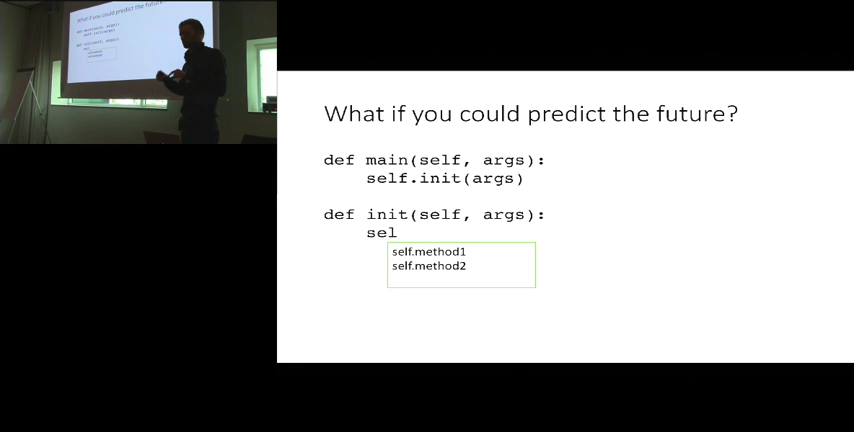 What if you could predict the future?
def main(self, args):
self.init(args)
def init(self, args):
sel
self.method1
self.method2